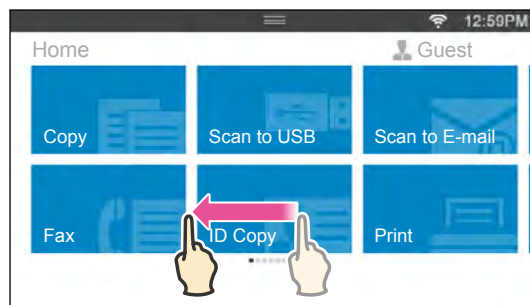 12:59PM
Home Guest
Copy Scan to USB Scan to E-mail
Fax ID Copy Print